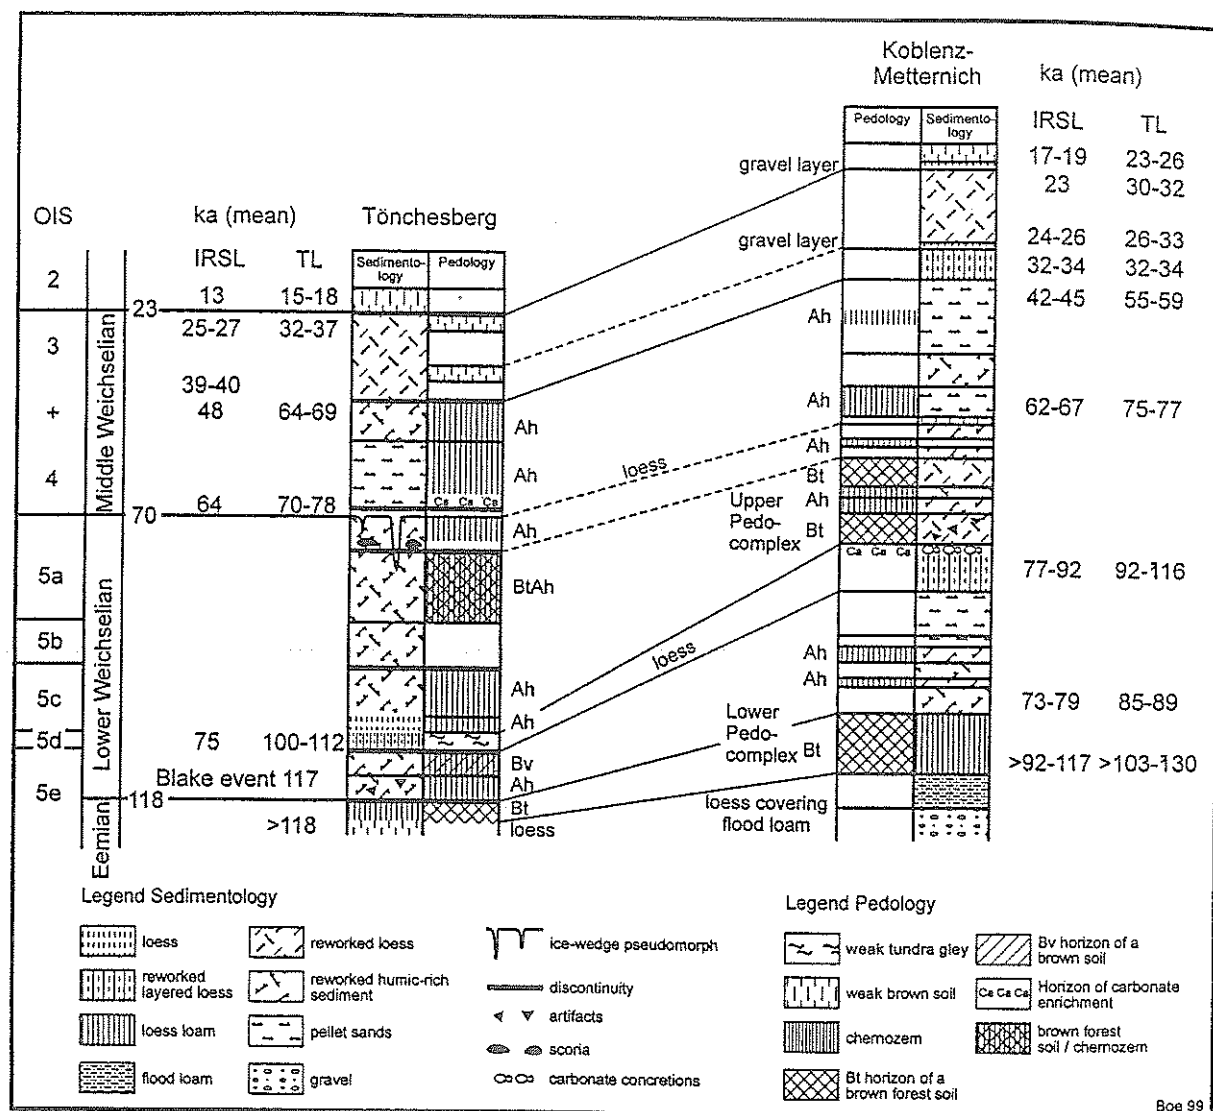 Koblenz-
Metternich
ka (mean)
Pedology
Sedimento-
logy
IRSL
TL
17-19
23-26
gravel layer
23
30-32
24-26
26-33
gravel layer
32-34
32-34
42-45
55-59
Ah
Ah
62-67
75-77
Ah
Bt
Ah
Upper
Pedo-
complex
Bt
Ca Ca Ca
77-92
92-116
Ah
Ah
73-79
85-89
Lower
Pedo-
complex
Bt
>92-117
>103-130
loess covering
flood loam
OIS
ka (mean)
Tönchesberg
IRSL
TL
Sedimento-
logy
Pedology
2
13
15-18
23
25-27
32-37
3
39-40
+
48
64-69
Ah
Ah
4
Ca Ca Ca
64
70-78
70
Ah
5a
BtAh
5b
5c
Ah
Ah
5d
75
100-112
Bv
Blake event 117
Ah
5e
118
Bt
>118
loess
Middle Weichselian
Lower Weichselian
Eemian
loess
loess
Legend Sedimentology
loess
reworked
layered loess
loess loam
flood loam
reworked loess
reworked humic-rich
sediment
pellet sands
gravel
ice-wedge pseudomorph
discontinuity
artifacts
scoria
carbonate concretions
Legend Pedology
weak tundra gley
weak brown soil
chernozem
Bt horizon of a
brown forest soil
Bv horizon of a
brown soil
Ca Ca Ca
Horizon of carbonate
enrichment
brown forest
soil / chernozem
Boe 99